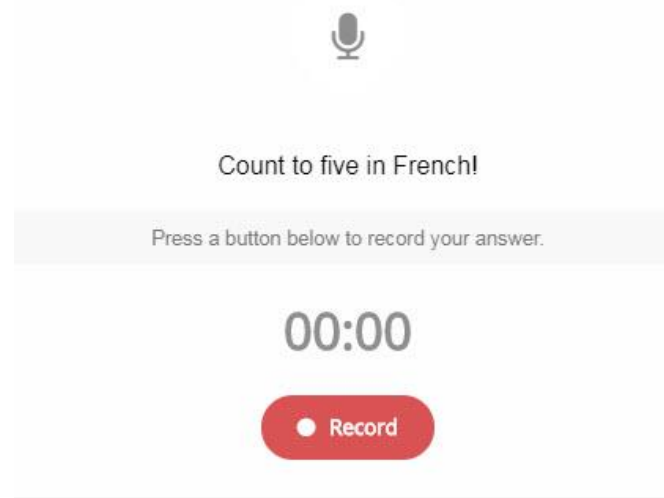 Count to five in French!
Press a button below to record your answer.
00:00
Record